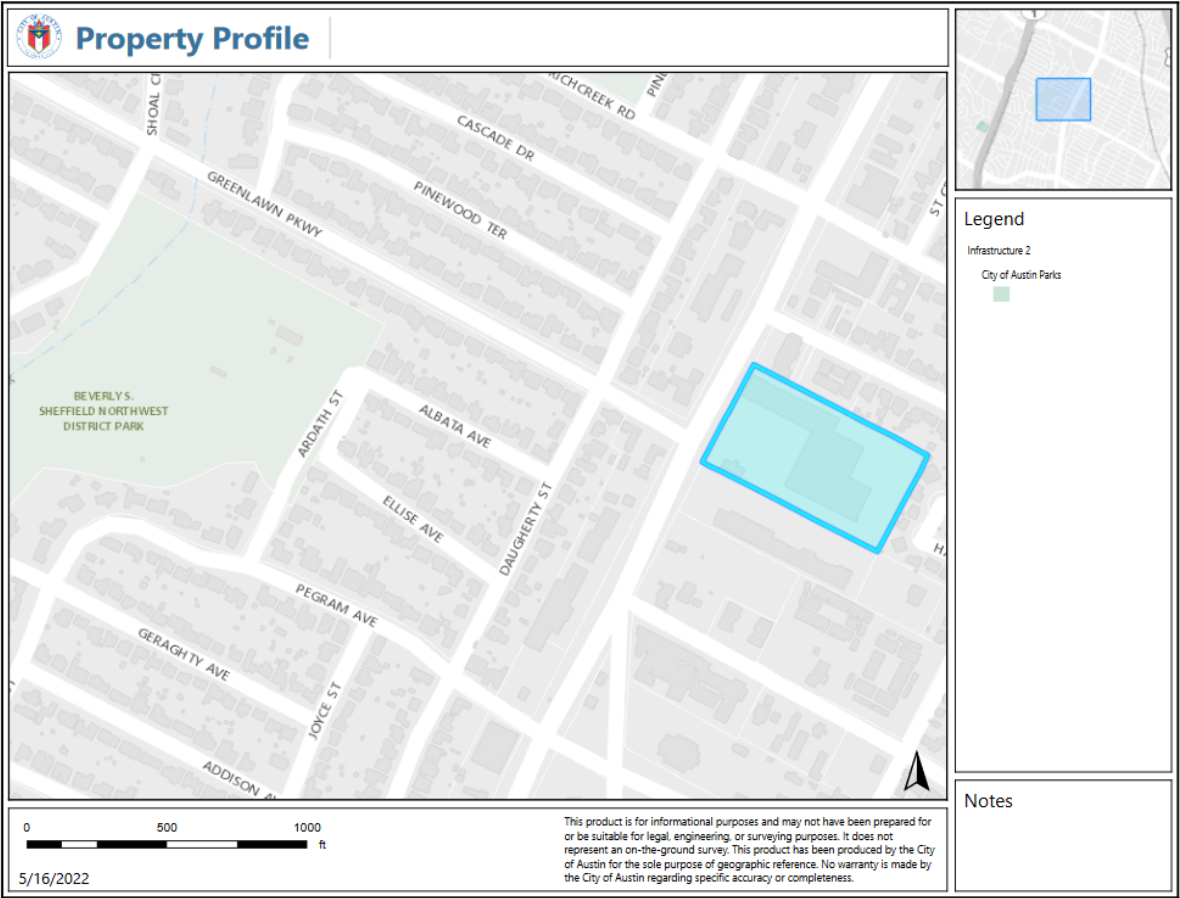 Property Profile
1
SHOAL
RICHCREEK RD
CASCADE DR
PINEWOOD TER
GREENLAWN PKWY
BEVERLY S.
SHEFFIELD NORTHWEST
DISTRICT PARK
ARDATH ST
ALBATA AVE
ELLISE AVE
DAUGHERTY ST
PEGRAM AVE
GERAGHTY AVE
JOYCE ST
ADDISON
Legend
Infrastructure 2
City of Austin Parks
Notes
0 500 1000
ft
5/16/2022
This product is for informational purposes and may not have been prepared for
or be suitable for legal, engineering, or surveying purposes. It does not
represent an on-the-ground survey. This product has been produced by the City
of Austin for the sole purpose of geographic reference. No warranty is made by
the City of Austin regarding specific accuracy or completeness.